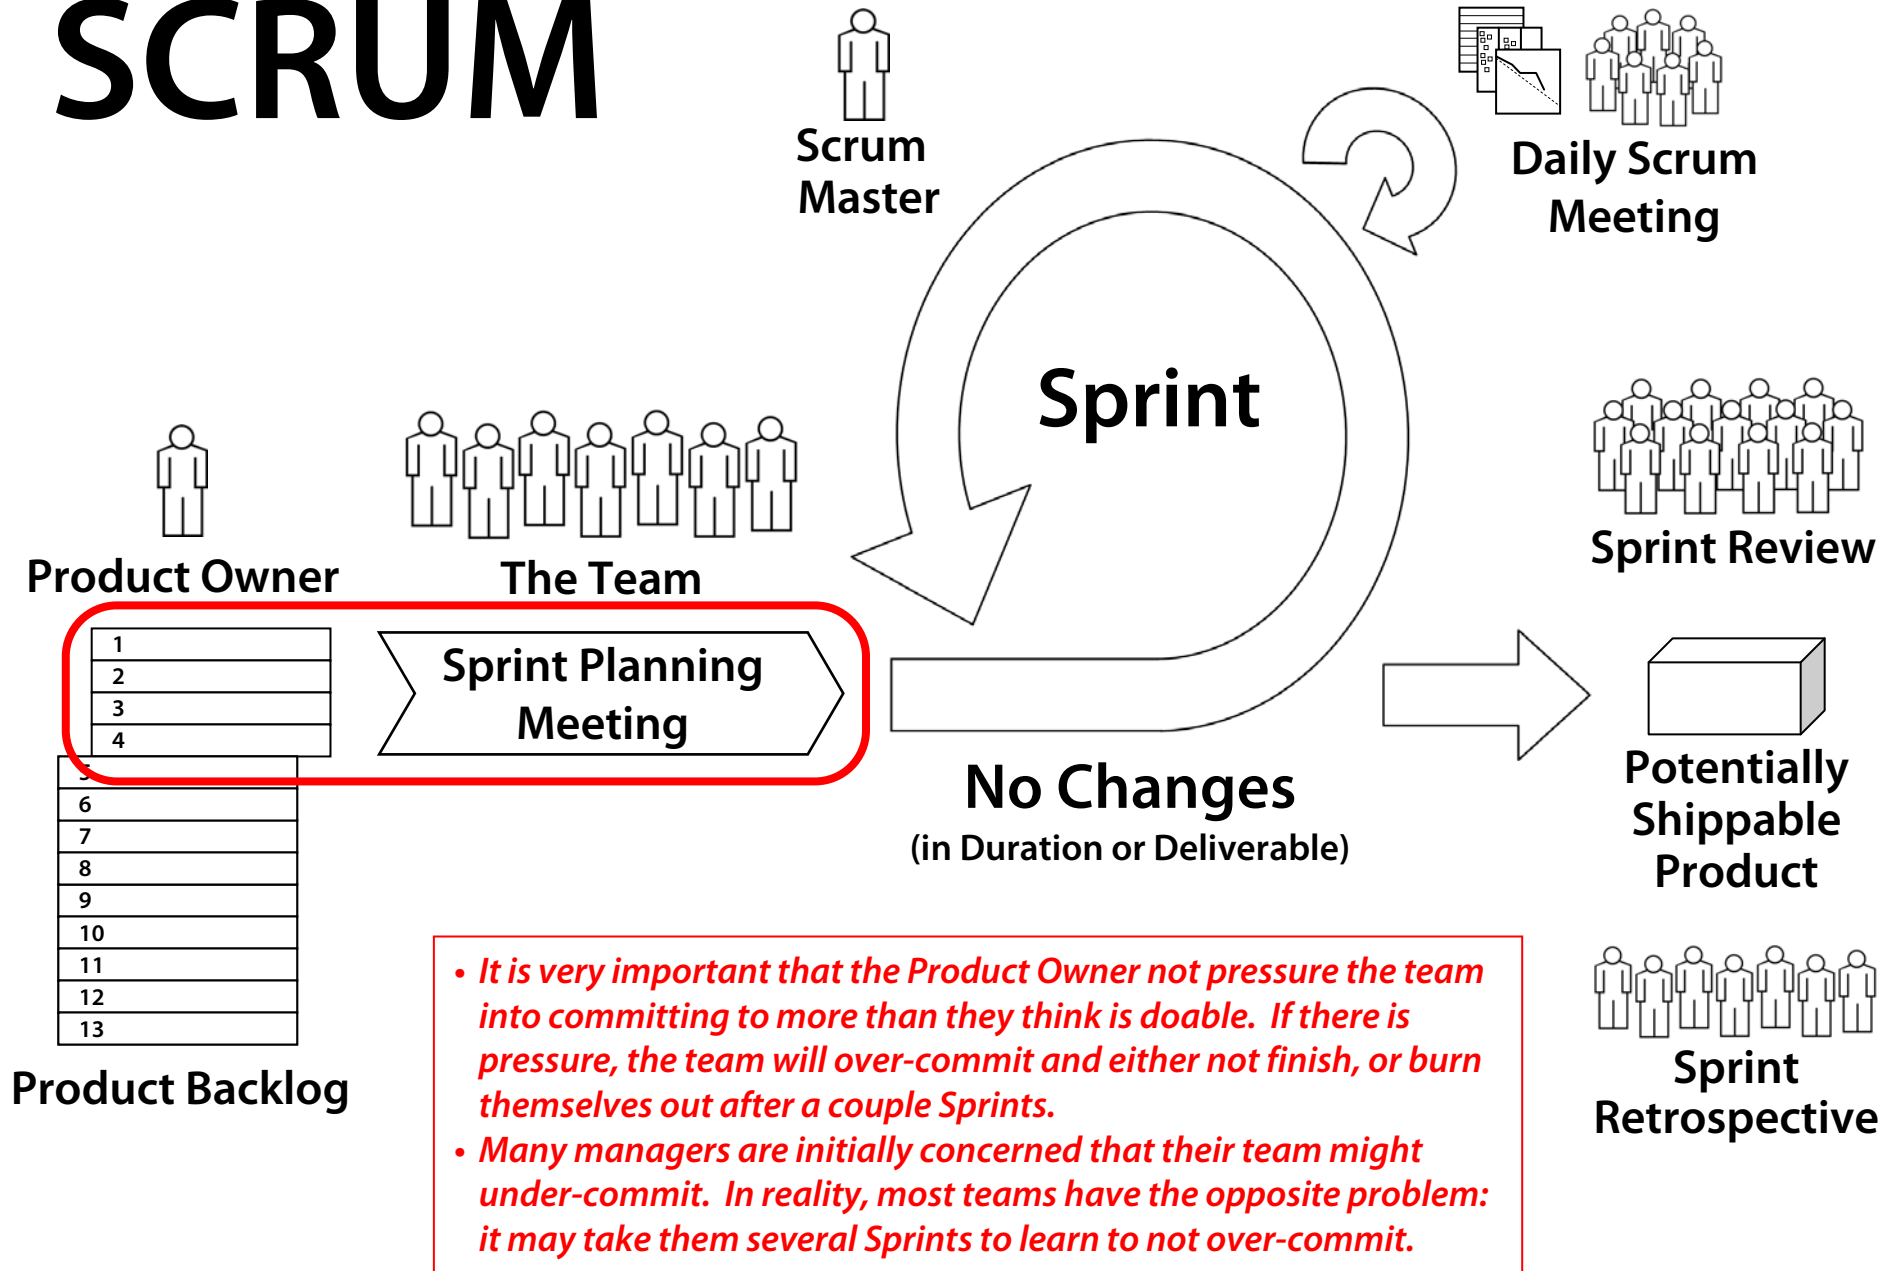 SCRUM
Scrum
Master
Daily Scrum
Meeting
Sprint
Product Owner
The Team
Sprint Review
1
2
3
4
5
6
7
8
9
10
11
12
13
Sprint Planning
Meeting
No Changes
(in Duration or Deliverable)
Potentially
Shippable
Product
Product Backlog
• It is very important that the Product Owner not pressure the team
into committing to more than they think is doable. If there is
pressure, the team will over-commit and either not finish, or burn
themselves out after a couple Sprints.
• Many managers are initially concerned that their team might
under-commit. In reality, most teams have the opposite problem:
it may take them several Sprints to learn to not over-commit.
Sprint
Retrospective